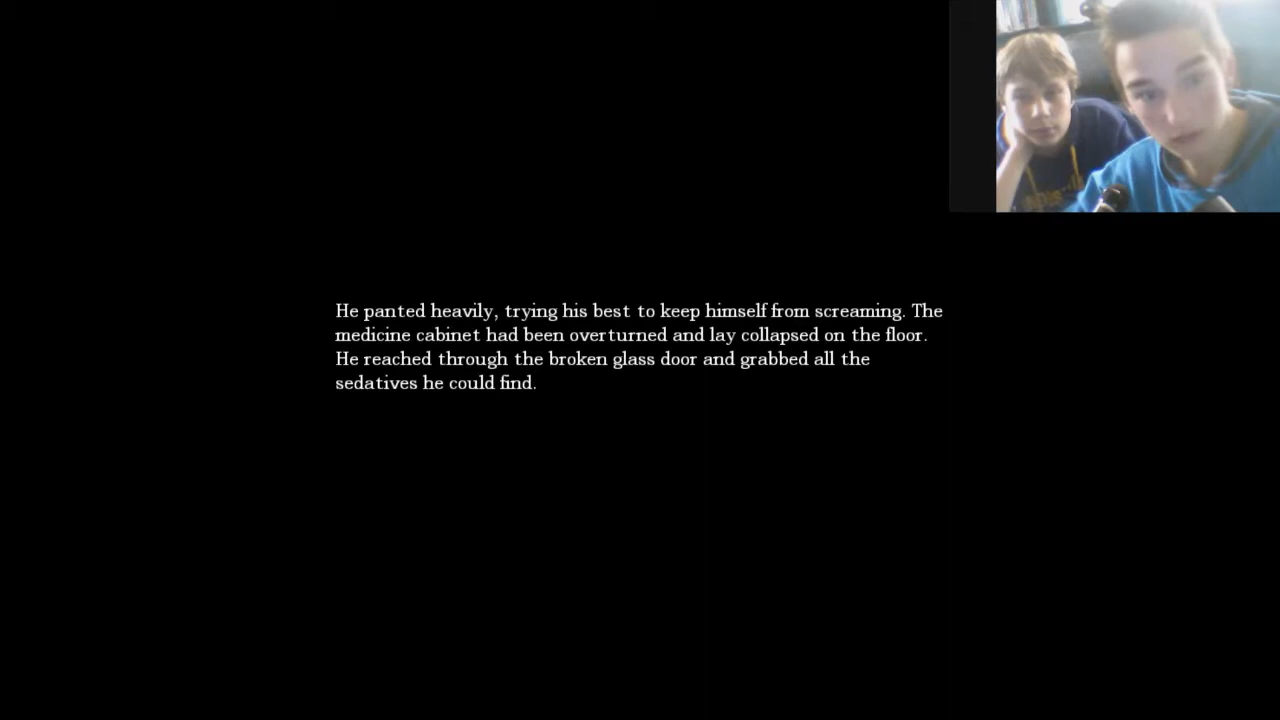 He panted heavily, trying his best to keep himself from screaming. The
medicine cabinet had been overturned and lay collapsed on the floor.
He reached through the broken glass door and grabbed all the
sedatives he could find.